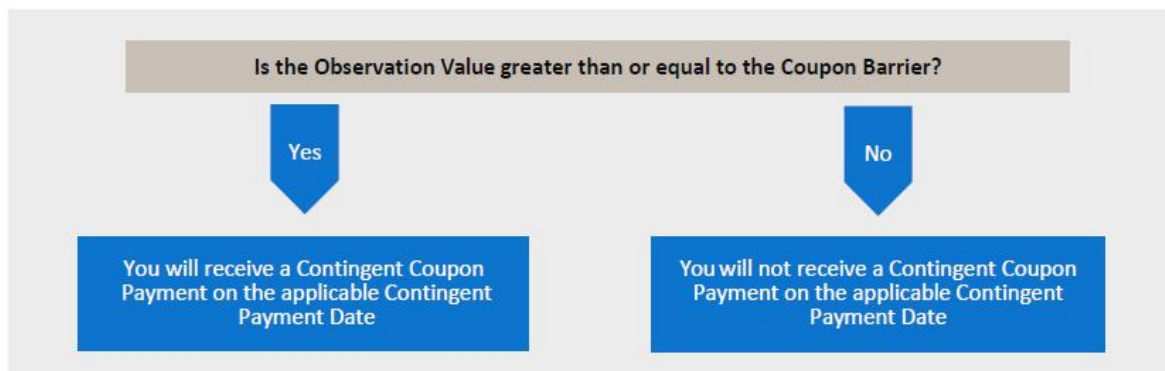 Is the Observation Value greater than or equal to the Coupon Barrier?
Yes
No
You will receive a Contingent Coupon
Payment on the applicable Contingent
Payment Date
You will not receive a Contingent Coupon
Payment on the applicable Contingent
Payment Date